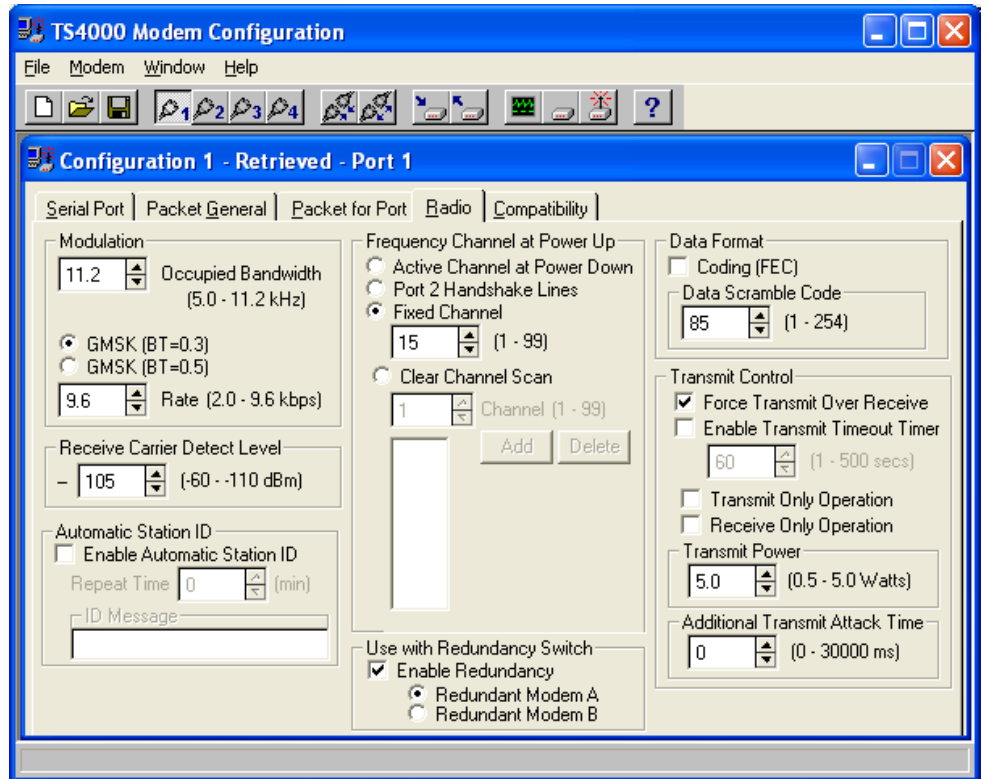 TS4000 Modem Configuration
File Modem Window Help
1 2 3 4 ?
Configuration 1 - Retrieved - Port 1
Serial Port Packet General Packet for Port Radio Compatibility
Modulation
11.2 Occupied Bandwidth
(5.0 - 11.2 kHz)
GMSK (BT=0.3)
GMSK (BT=0.5)
9.6 Rate (2.0 - 9.6 kbps)
Receive Carrier Detect Level
- 105 (-60 - -110 dBm)
Automatic Station ID
Enable Automatic Station ID
Repeat Time 0 (min)
ID Message
Frequency Channel at Power Up
Active Channel at Power Down
Port 2 Handshake Lines
Fixed Channel
15 (1 - 99)
Clear Channel Scan
1 Channel (1 - 99)
Add Delete
Use with Redundancy Switch
Enable Redundancy
Redundant Modem A
Redundant Modem B
Data Format
Coding (FEC)
Data Scramble Code
85 (1 - 254)
Transmit Control
Force Transmit Over Receive
Enable Transmit Timeout Timer
60 (1 - 500 secs)
Transmit Only Operation
Receive Only Operation
Transmit Power
5.0 (0.5 - 5.0 Watts)
Additional Transmit Attack Time
0 (0 - 30000 ms)